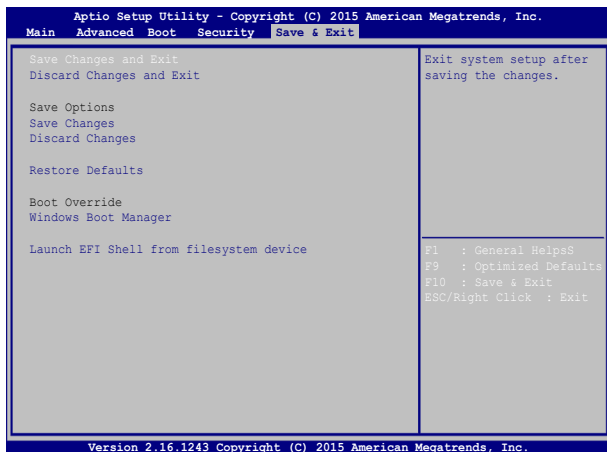 Aptio Setup Utility - Copyright (C) 2015 American Megatrends, Inc.
Main Advanced Boot Security Save & Exit
Save Changes and Exit
Discard Changes and Exit
Save Options
Save Changes
Discard Changes
Restore Defaults
Boot Override
Windows Boot Manager
Launch EFI Shell from filesystem device
Exit system setup after
saving the changes.
F1 : General HelpsS
F9 : Optimized Defaults
F10 : Save & Exit
ESC/Right Click : Exit
Version 2.16.1243 Copyright (C) 2015 American Megatrends, Inc.